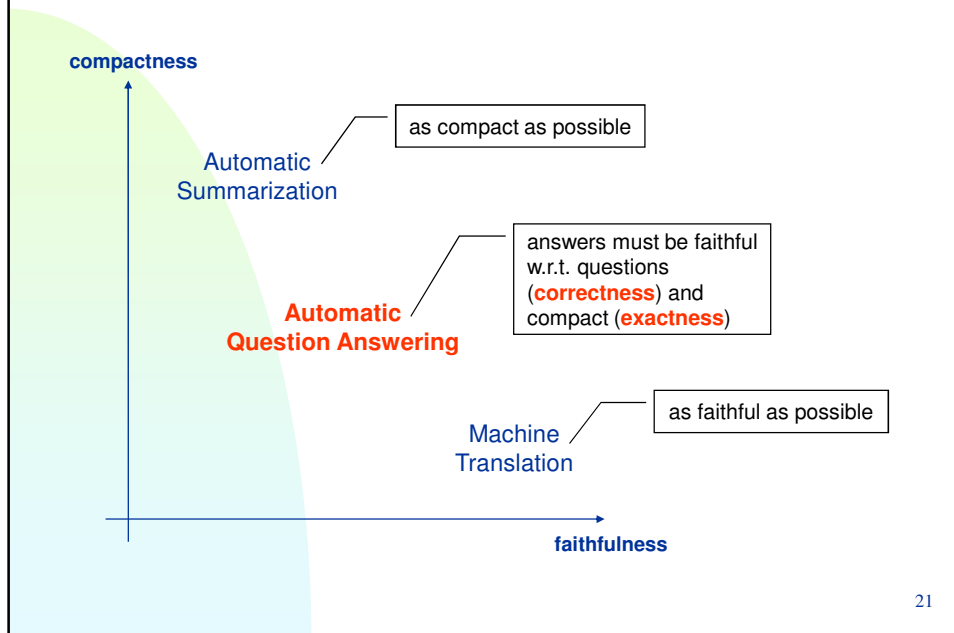 compactness
as compact as possible
Automatic
Summarization
answers must be faithful
w.r.t. questions
(correctness) and
compact (exactness)
Automatic
Question Answering
as faithful as possible
Machine
Translation
faithfulness
21